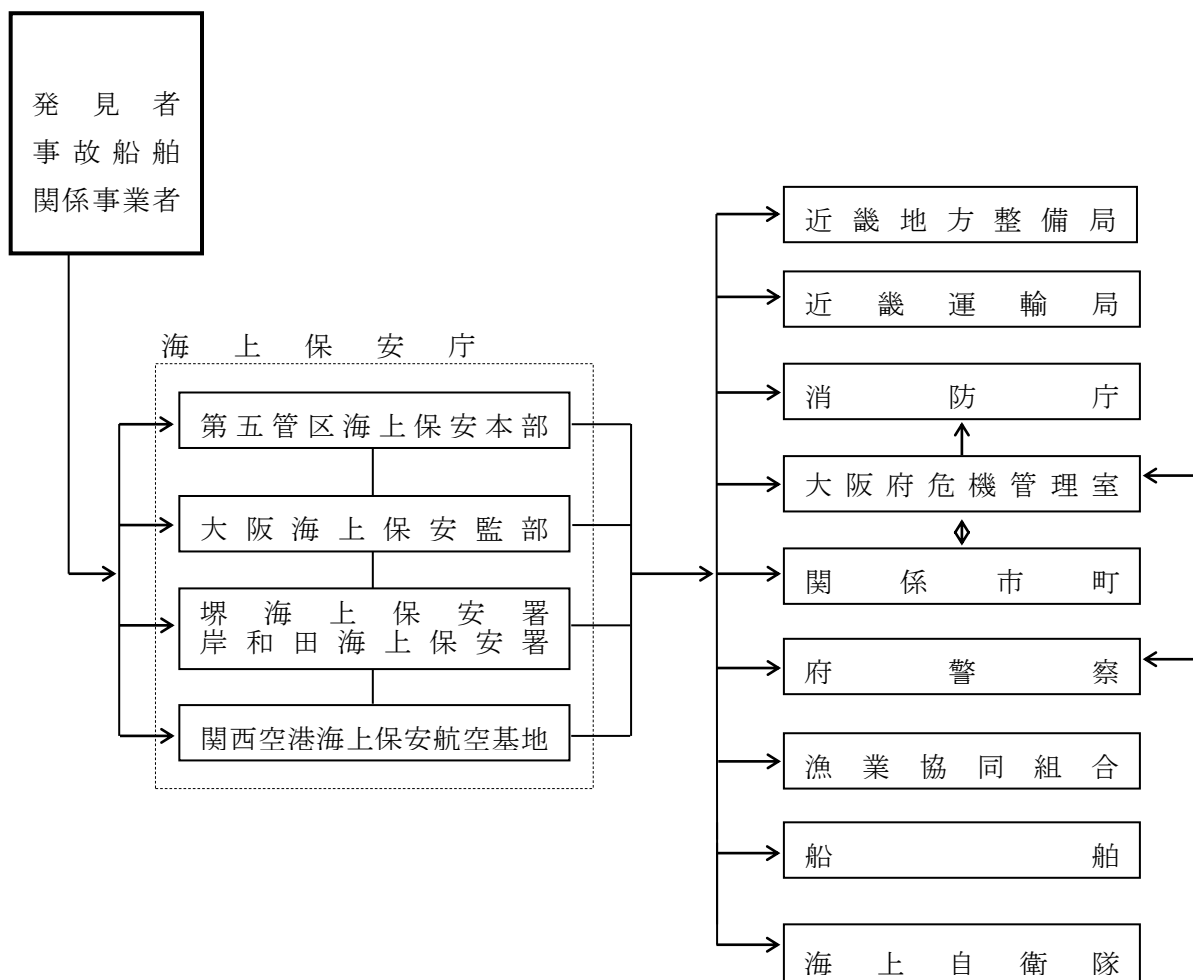 発見者
事故船舶
関係事業者
海上保安庁
第五管区海上保安本部
大阪海上保安監部
堺海上保安署
岸和田海上保安署
関西空港海上保安航空基地
近畿地方整備局
近畿運輸局
消防庁
大阪府危機管理室
関係市町
府警察
漁業協同組合
船舶
海上自衛隊